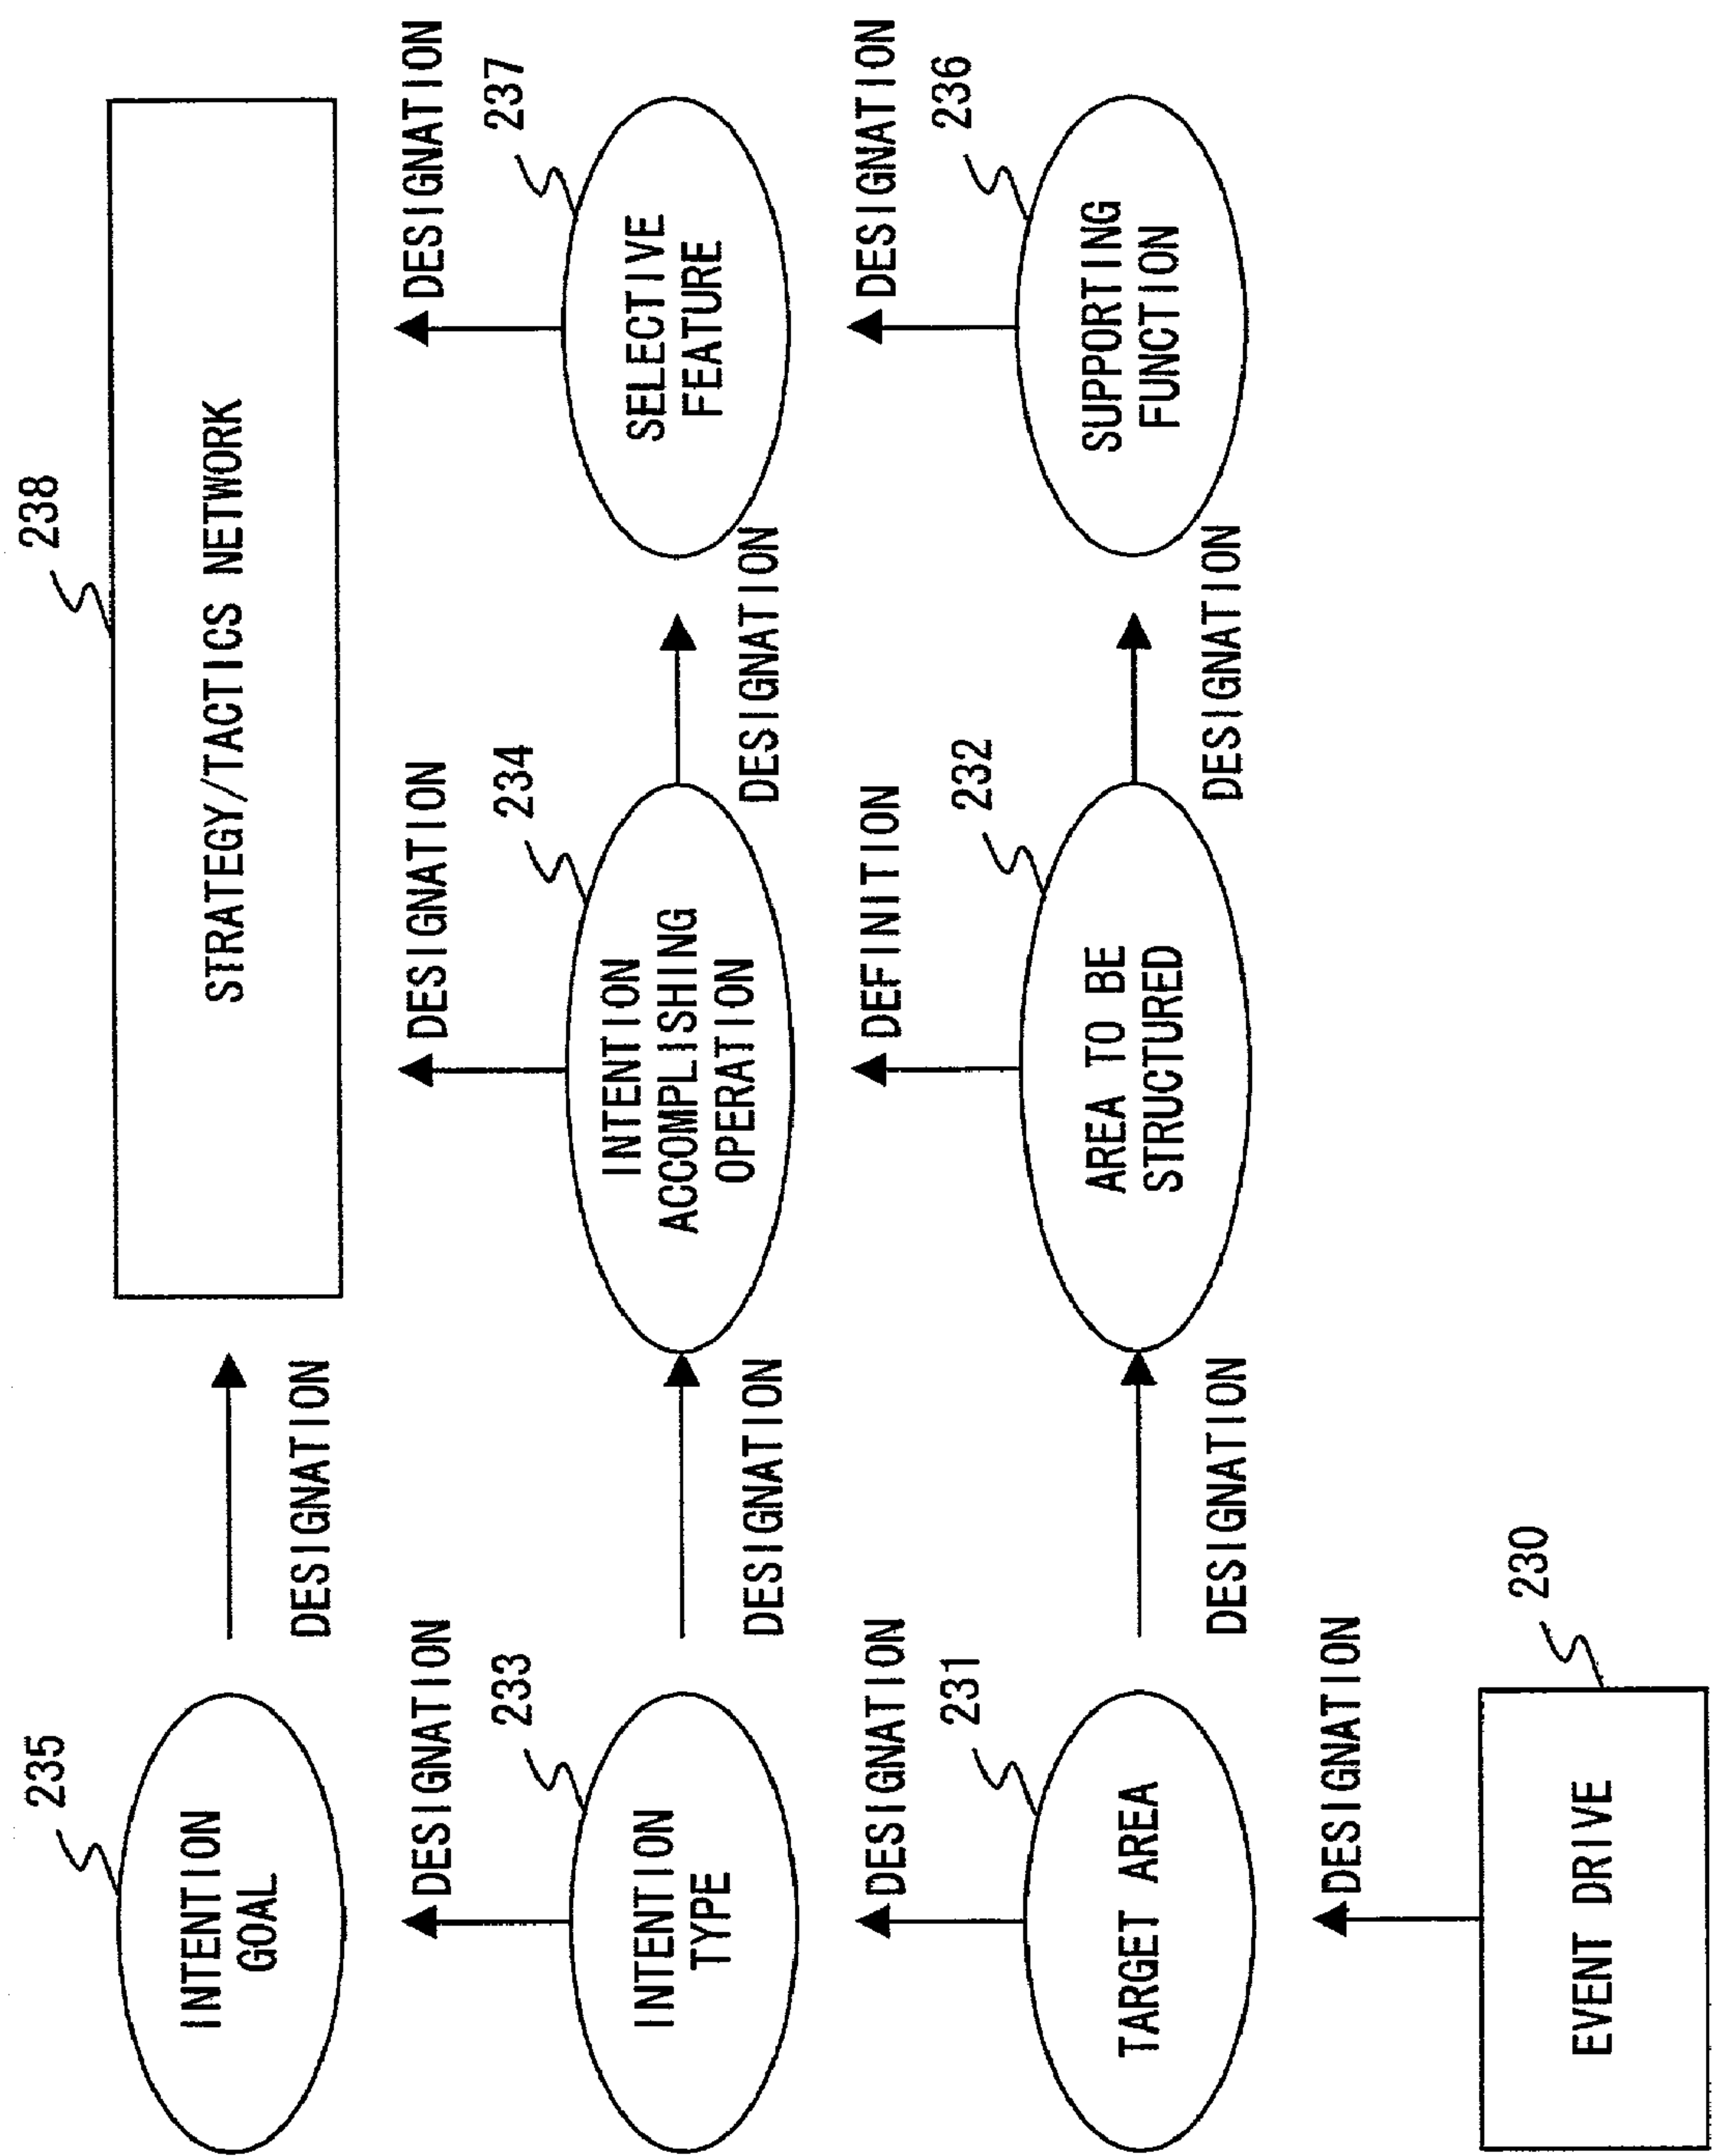 235
238
INTENTION
GOAL
STRATEGY/TACTICS NETWORK
DESIGNATION
DESIGNATION
DESIGNATION
DESIGNATION
233
234
237
INTENTION
TYPE
INTENTION
ACCOMPLISHING
OPERATION
SELECTIVE
FEATURE
DESIGNATION
DESIGNATION
DESIGNATION
DEFINITION
DESIGNATION
231
232
236
TARGET AREA
AREA TO BE
STRUCTURED
SUPPORTING
FUNCTION
DESIGNATION
DESIGNATION
DESIGNATION
230
EVENT DRIVE